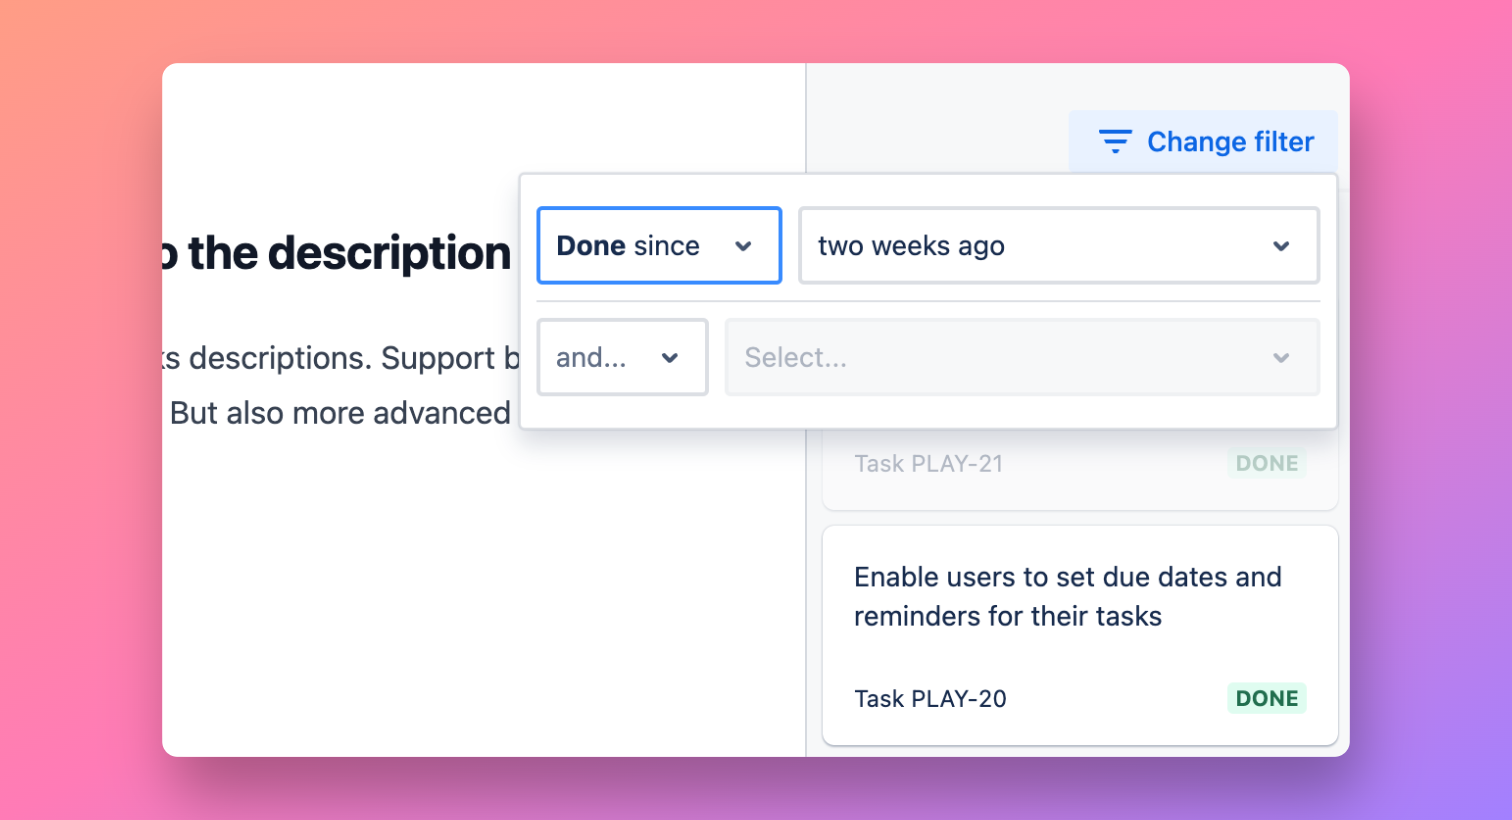 Change filter
Done since
two weeks ago
and...
Select...
the description
descriptions. Support
But also more advanced
Task PLAY-21
DONE
Enable users to set due dates and
reminders for their tasks
Task PLAY-20
DONE